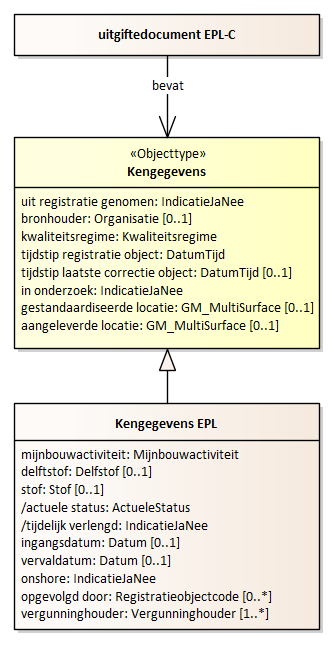 uitgiftedocument EPL-C
bevat
«Objecttype»
Kengegevens
uit registratie genomen: IndicatieJaNee
bronhouder: Organisatie [0..1]
kwaliteitsregime: Kwaliteitsregime
tijdstip registratie object: DatumTijd
tijdstip laatste correctie object: DatumTijd [0..1]
in onderzoek: IndicatieJaNee
gestandaardiseerde locatie: GM_MultiSurface [0..1]
aangeleverde locatie: GM_MultiSurface [0..1]
Kengegevens EPL
mijnbouwactiviteit: Mijnbouwactiviteit
delftstof: Delfstof [0..1]
stof: Stof [0..1]
/actuele status: ActueleStatus
/tijdelijk verlengd: IndicatieJaNee
ingangsdatum: Datum [0..1]
vervaldatum: Datum [0..1]
onshore: IndicatieJaNee
opgevolgd door: Registratieobjectcode [0..*]
vergunninghouder: Vergunninghouder [1..*]